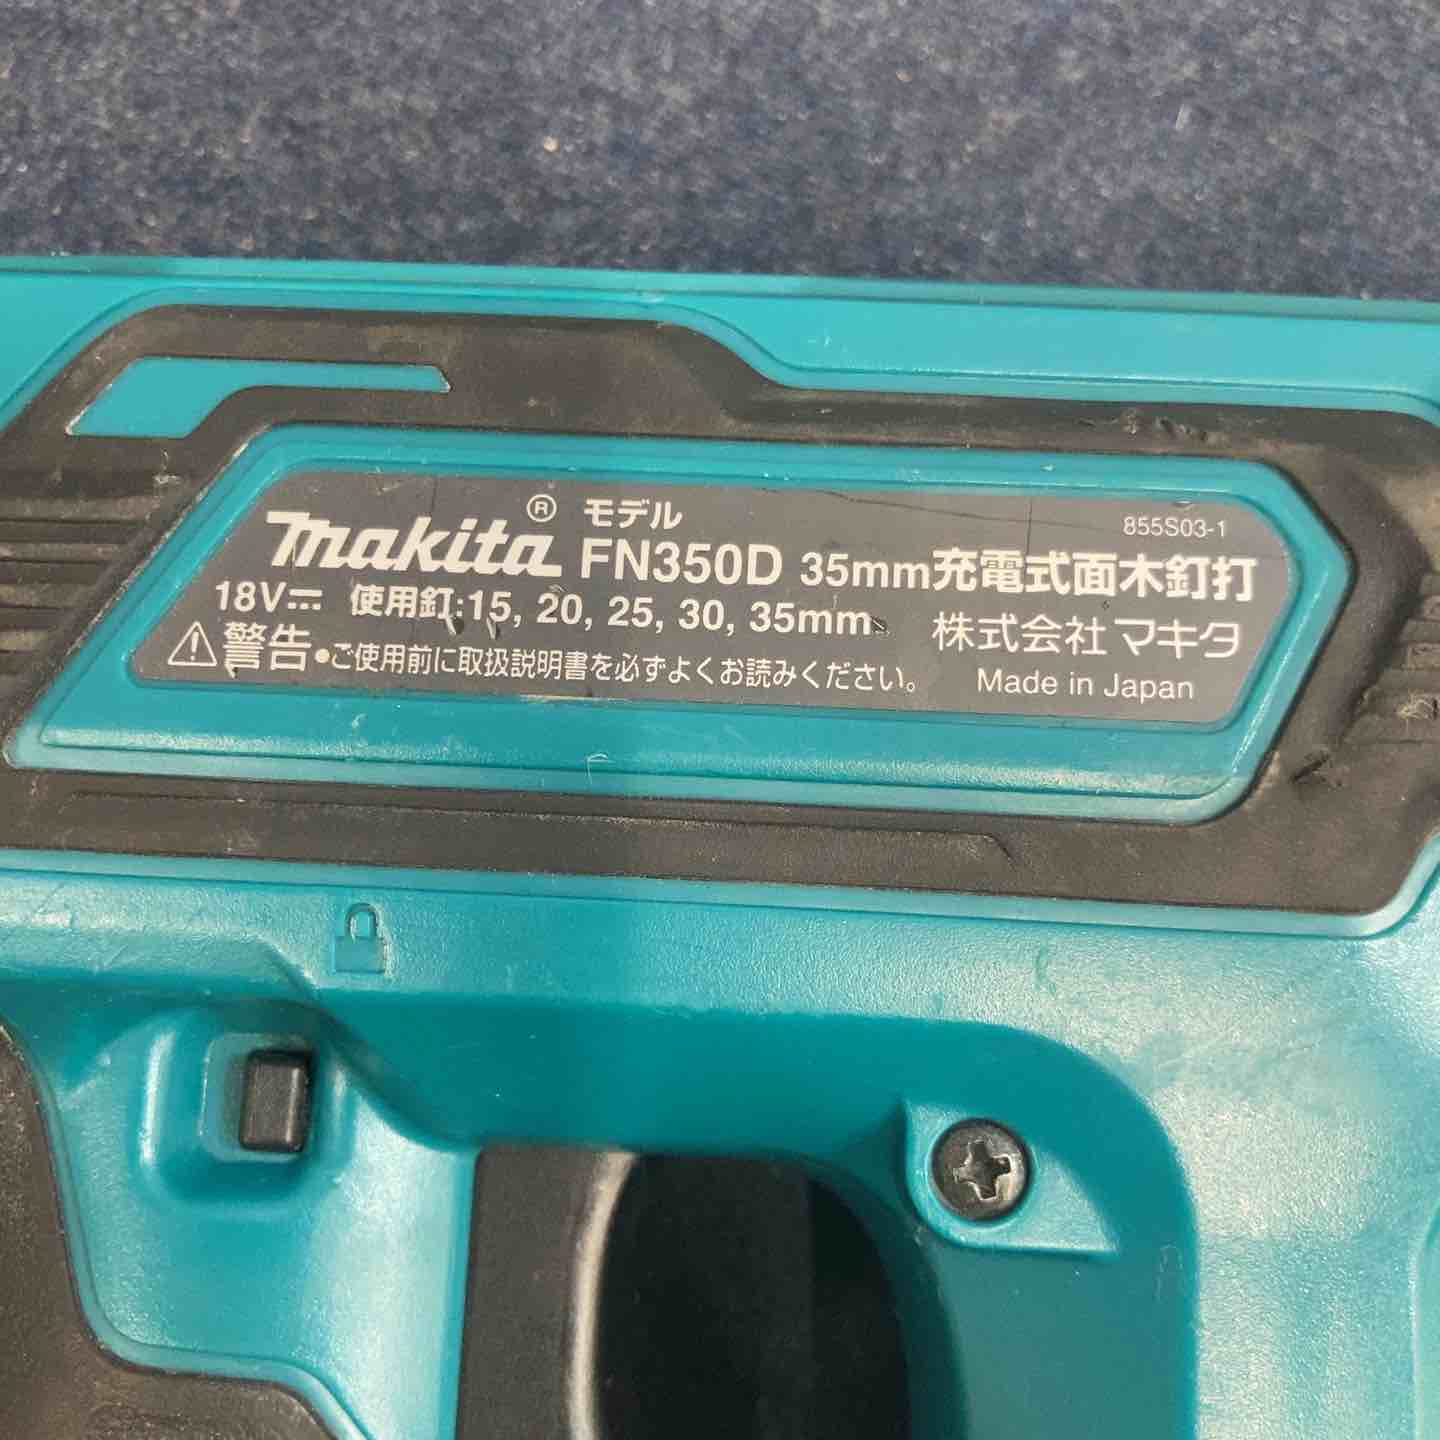 makita® モデル FN350D 35mm充電式面木釘打
855S03-1
18V⎓ 使用釘:15, 20, 25, 30, 35mm 株式会社マキタ
⚠警告 ●ご使用前に取扱説明書を必ずよくお読みください。 Made in Japan